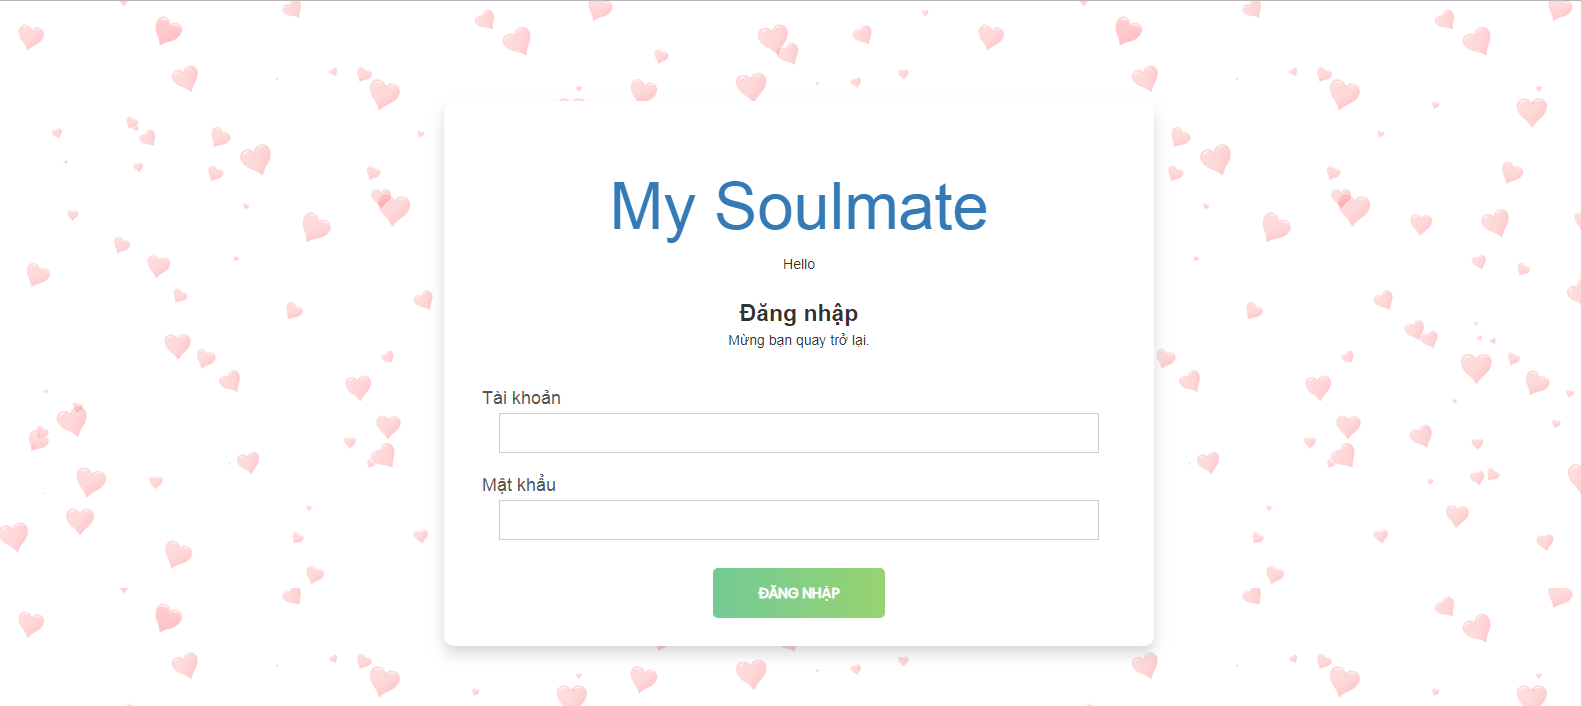 My Soulmate
Hello
Đăng nhập
Mừng bạn quay trở lại.
Tài khoản
Mật khẩu
ĐĂNG NHẬP